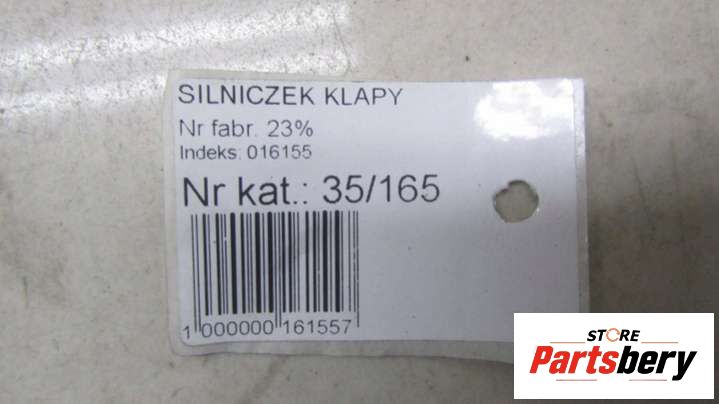 SILNICZEK KLAPY
Nr fabr. 23%
Indeks: 016155
Nr kat.: 35/165
1 000000 161557
STORE
Partsbery